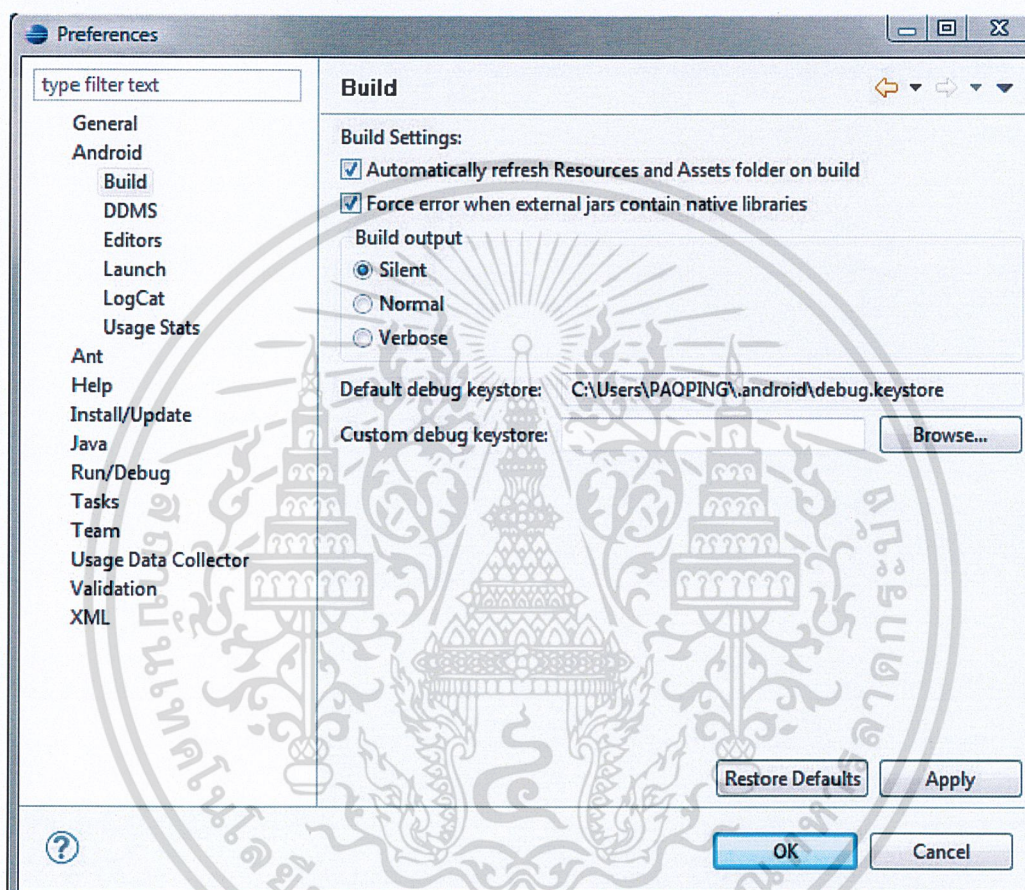 Preferences
type filter text
General
Android
Build
DDMS
Editors
Launch
LogCat
Usage Stats
Ant
Help
Install/Update
Java
Run/Debug
Tasks
Team
Usage Data Collector
Validation
XML
Build
Build Settings:
Automatically refresh Resources and Assets folder on build
Force error when external jars contain native libraries
Build output
Silent
Normal
Verbose
Default debug keystore: C:\Users\PAOPING\.android\debug.keystore
Custom debug keystore: Browse...
Restore Defaults Apply
OK Cancel